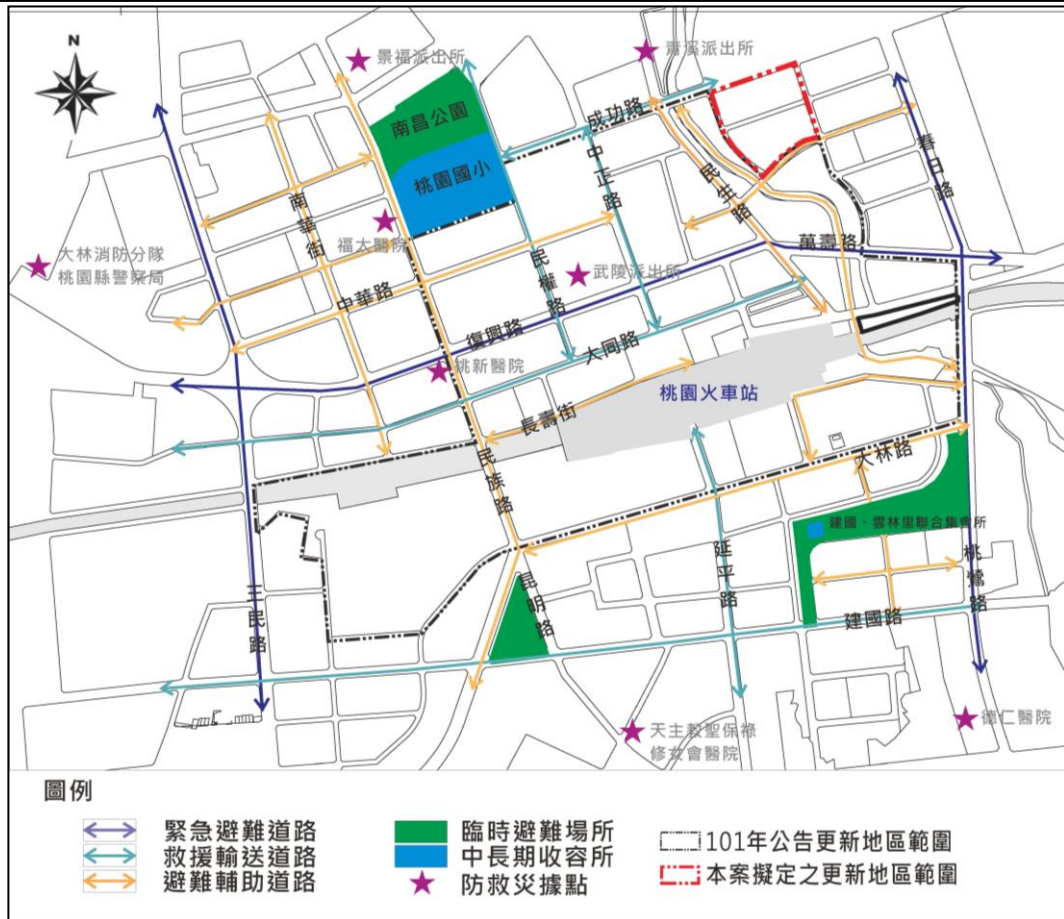 N
景福派出所
青溪派出所
南昌公園
成功路
桃園國小
中正路
民生路
春日路
南華街
福太醫院
萬壽路
大林消防分隊
桃園縣警察局
民權路
武陵派出所
中華路
復興路
大同路
桃新醫院
桃園火車站
長壽街
民族路
大林路
建國、雲林里聯合集會所
延平路
桃鶯路
昆明路
三民路
建國路
天主教聖保祿
修女會醫院
德仁醫院
圖例
緊急避難道路
臨時避難場所
101年公告更新地區範圍
救援輸送道路
中長期收容所
避難輔助道路
防救災據點
本案擬定之更新地區範圍